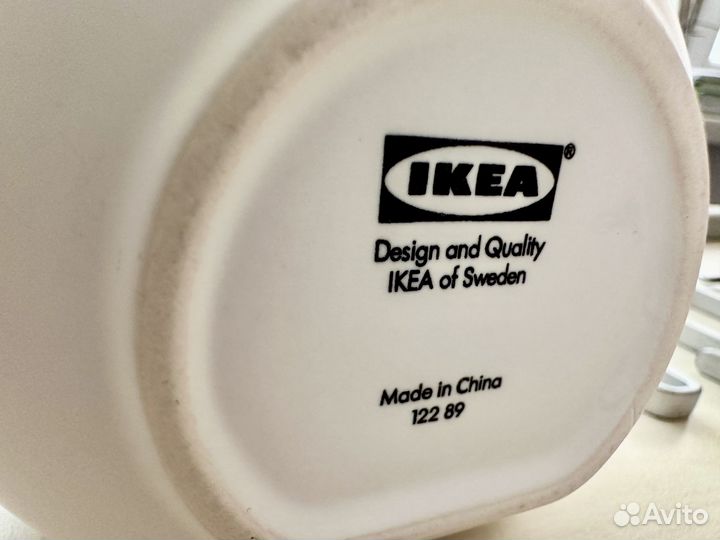 IKEA®
Design and Quality
IKEA of Sweden
Made in China
122 89
Avito